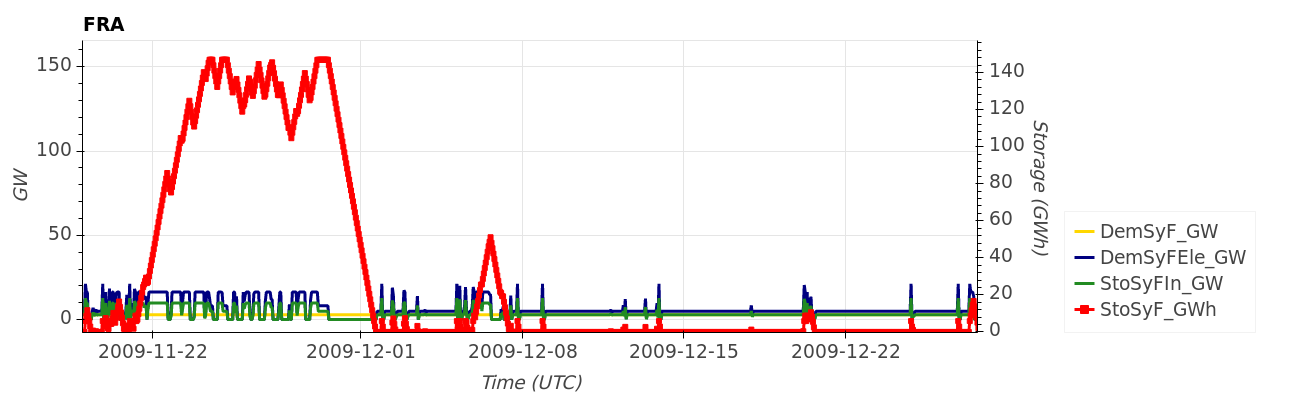 FRA
150
100
50
0
GW
140
120
100
80
60
40
20
0
Storage (GWh)
2009-11-22
2009-12-01
2009-12-08
2009-12-15
2009-12-22
Time (UTC)
DemSyF_GW
DemSyFEle_GW
StoSyFIn_GW
StoSyF_GWh